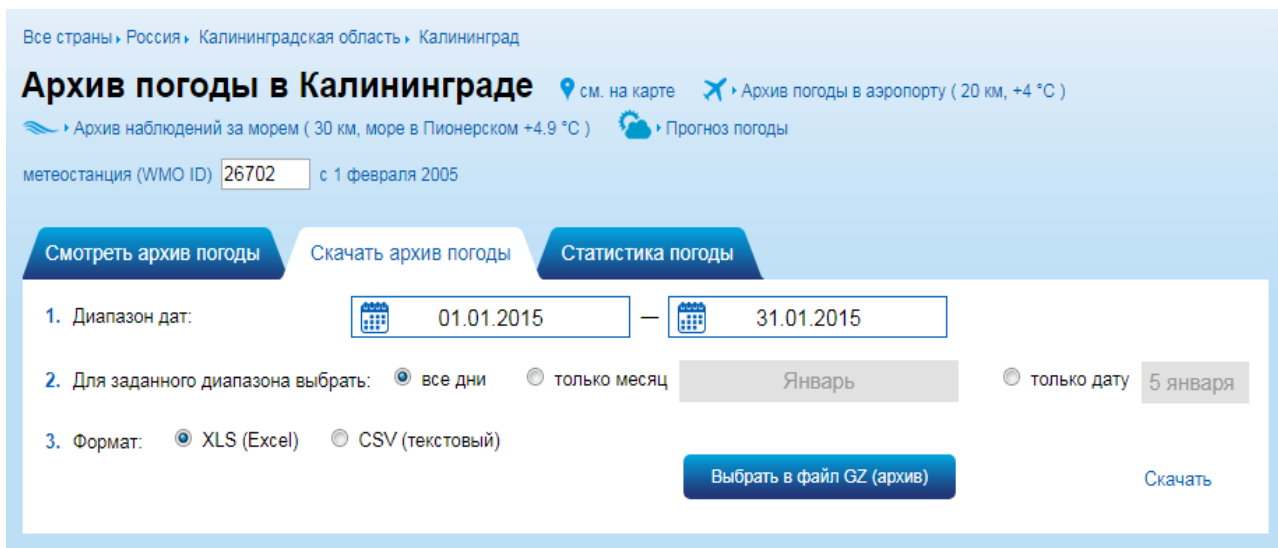 Все страны › Россия › Калининградская область › Калининград
Архив погоды в Калининграде см. на карте › Архив погоды в аэропорту ( 20 км, +4 °C )
› Архив наблюдений за морем ( 30 км, море в Пионерском +4.9 °C ) › Прогноз погоды
метеостанция (WMO ID) 26702 с 1 февраля 2005
Смотреть архив погоды Скачать архив погоды Статистика погоды
1. Диапазон дат: 01.01.2015 — 31.01.2015
2. Для заданного диапазона выбрать: все дни только месяц Январь только дату 5 января
3. Формат: XLS (Excel) CSV (текстовый)
Выбрать в файл GZ (архив) Скачать